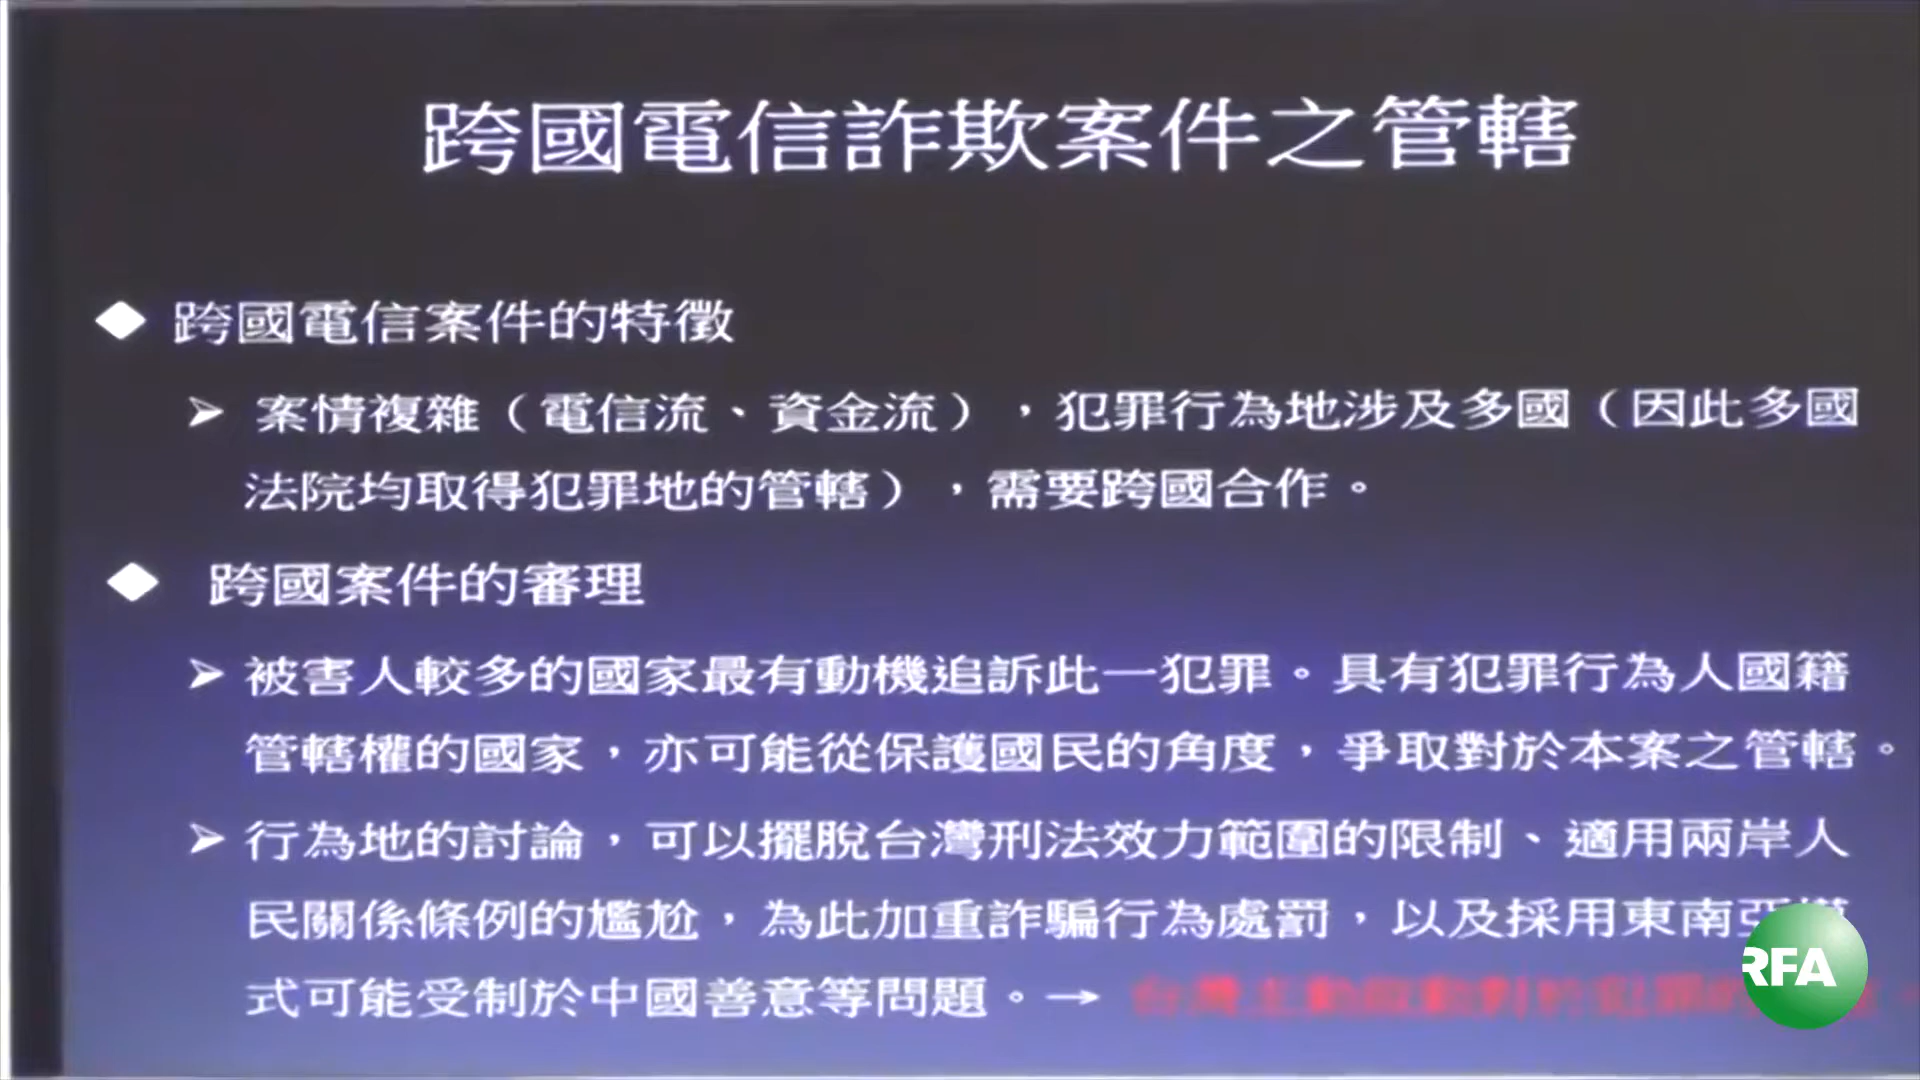 跨國電信詐欺案件之管轄
◆ 跨國電信案件的特徵
➢ 案情複雜（電信流、資金流），犯罪行為地涉及多國（因此多國
法院均取得犯罪地的管轄），需要跨國合作。
◆ 跨國案件的審理
➢ 被害人較多的國家最有動機追訴此一犯罪。具有犯罪行為人國籍
管轄權的國家，亦可能從保護國民的角度，爭取對於本案之管轄。
➢ 行為地的討論，可以擺脫台灣刑法效力範圍的限制、適用兩岸人
民關係條例的尷尬，為此加重詐騙行為處罰，以及採用東南亞
式可能受制於中國善意等問題。→ 台灣主動
RFA